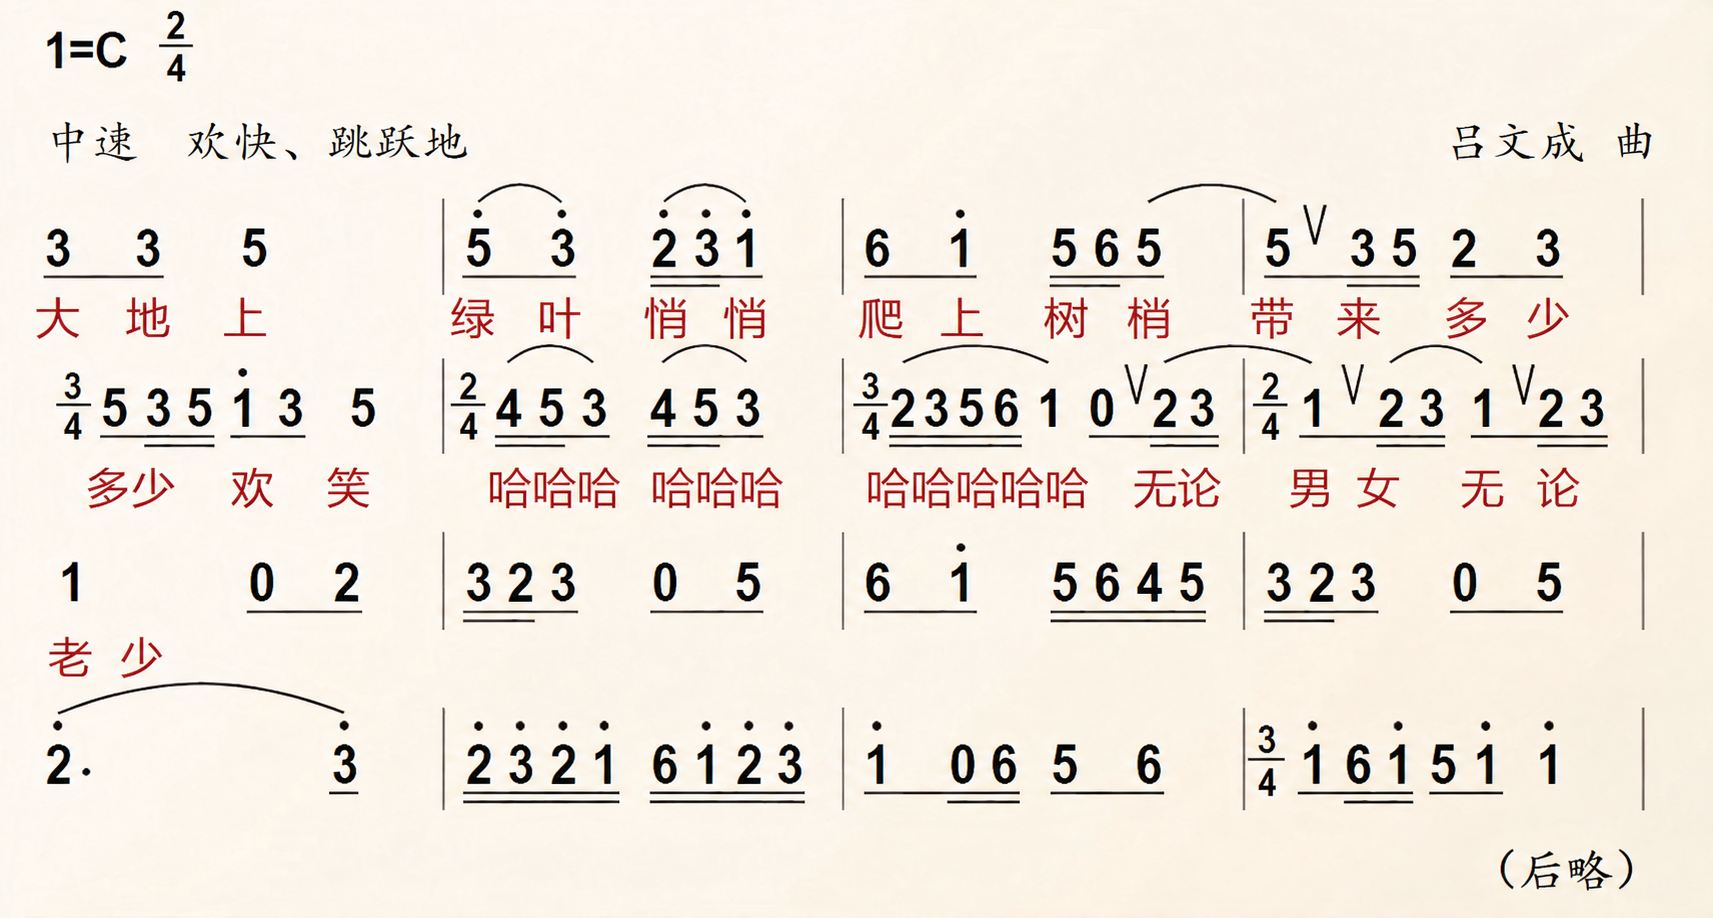 1=C 2/4
中速 欢快、跳跃地 吕文成 曲
3 3 5 | 5̇ 3̇ 2̇ 3̇ 1̇ | 6 1̇ 5 6 5 | 5 V 3 5 2 3 |
大 地 上 绿 叶 悄 悄 爬 上 树 梢 带 来 多 少
3/4 5 3 5 1̇ 3 5 | 2/4 4 5 3 4 5 3 | 3/4 2 3 5 6 1 0 V 2 3 | 2/4 1 V 2 3 1 V 2 3 |
多少 欢 笑 哈哈哈 哈哈哈 哈哈哈哈哈 无论 男 女 无 论
1 0 2 | 3 2 3 0 5 | 6 1̇ 5 6 4 5 | 3 2 3 0 5 |
老 少
2̇. 3̇ | 2̇ 3̇ 2̇ 1̇ 6 1̇ 2̇ 3̇ | 1̇ 0 6 5 6 | 3/4 1̇ 6 1̇ 5 1̇ 1̇ |
（后略）